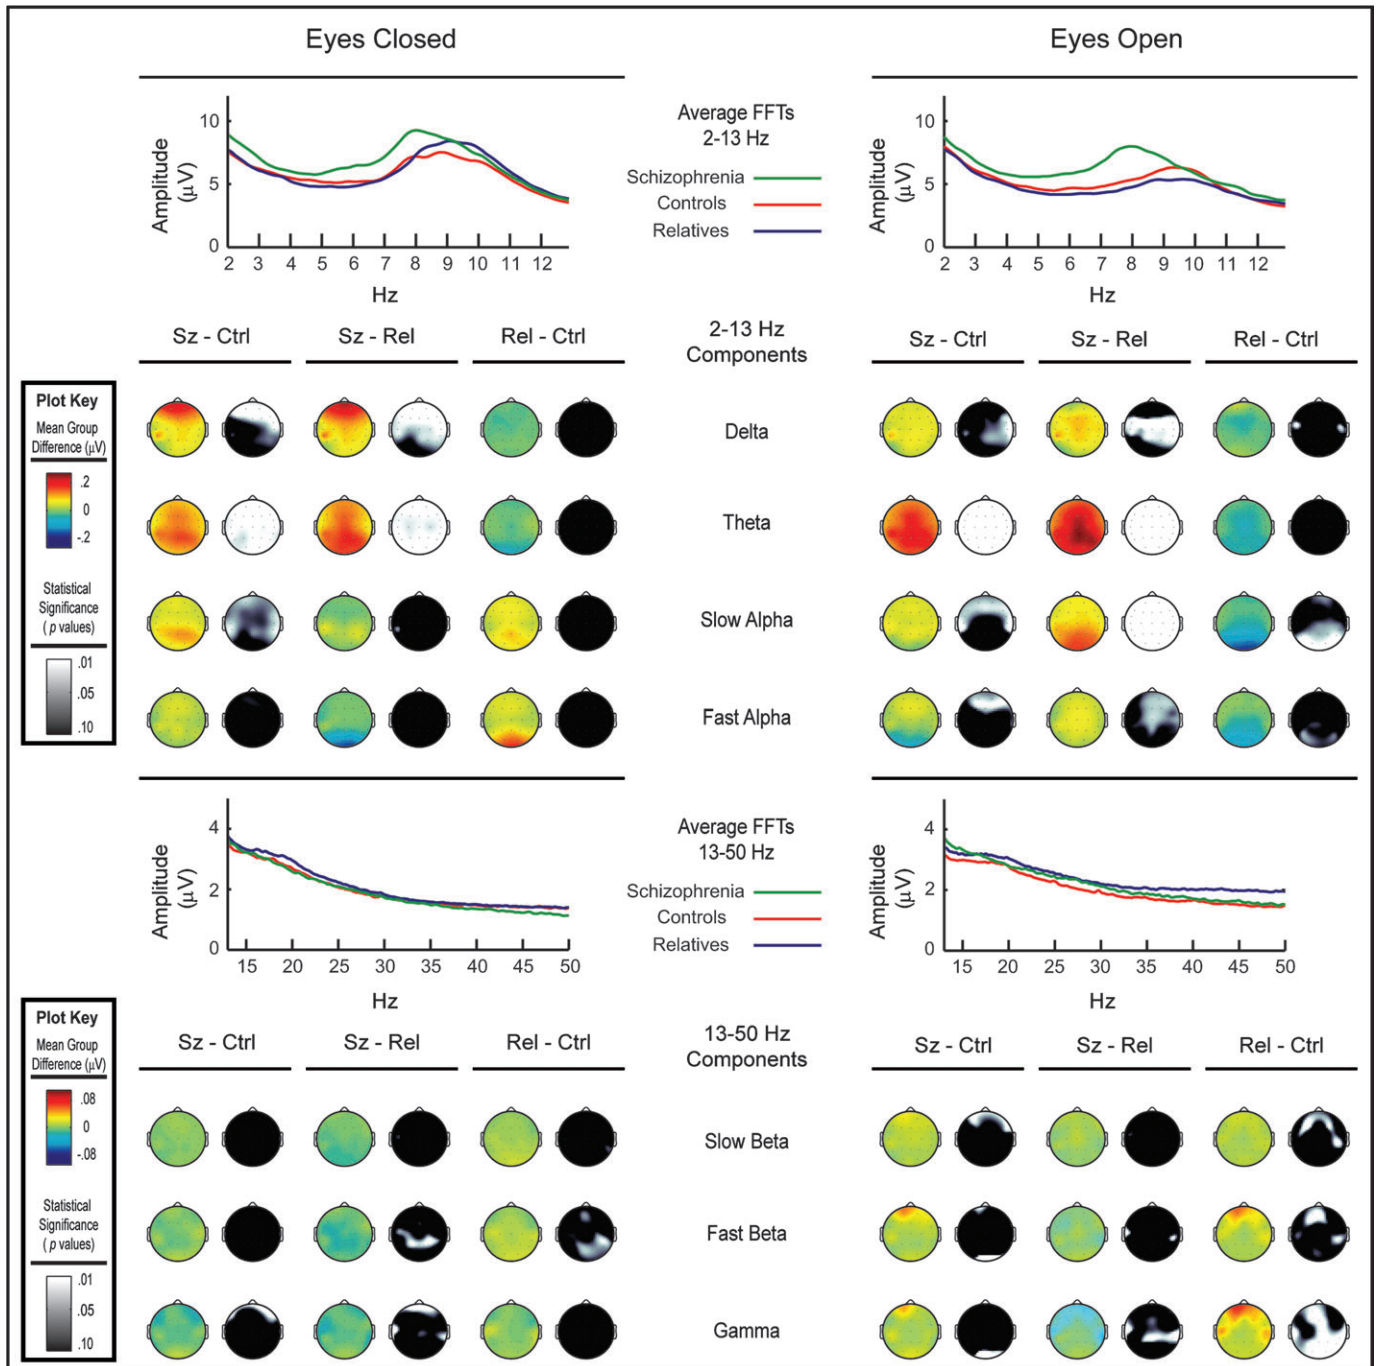 Eyes Closed
Eyes Open
10
5
0
Amplitude
(μV)
2 3 4 5 6 7 8 9 10 11 12
Hz
Average FFTs
2-13 Hz
Schizophrenia
Controls
Relatives
10
5
0
Amplitude
(μV)
2 3 4 5 6 7 8 9 10 11 12
Hz
Sz - Ctrl
Sz - Rel
Rel - Ctrl
2-13 Hz
Components
Sz - Ctrl
Sz - Rel
Rel - Ctrl
Plot Key
Mean Group
Difference (μV)
.2
0
-.2
Statistical
Significance
( p values)
.01
.05
.10
Delta
Theta
Slow Alpha
Fast Alpha
4
2
0
Amplitude
(μV)
15 20 25 30 35 40 45 50
Hz
Average FFTs
13-50 Hz
Schizophrenia
Controls
Relatives
4
2
0
Amplitude
(μV)
15 20 25 30 35 40 45 50
Hz
Sz - Ctrl
Sz - Rel
Rel - Ctrl
13-50 Hz
Components
Sz - Ctrl
Sz - Rel
Rel - Ctrl
Plot Key
Mean Group
Difference (μV)
.08
0
-.08
Statistical
Significance
( p values)
.01
.05
.10
Slow Beta
Fast Beta
Gamma